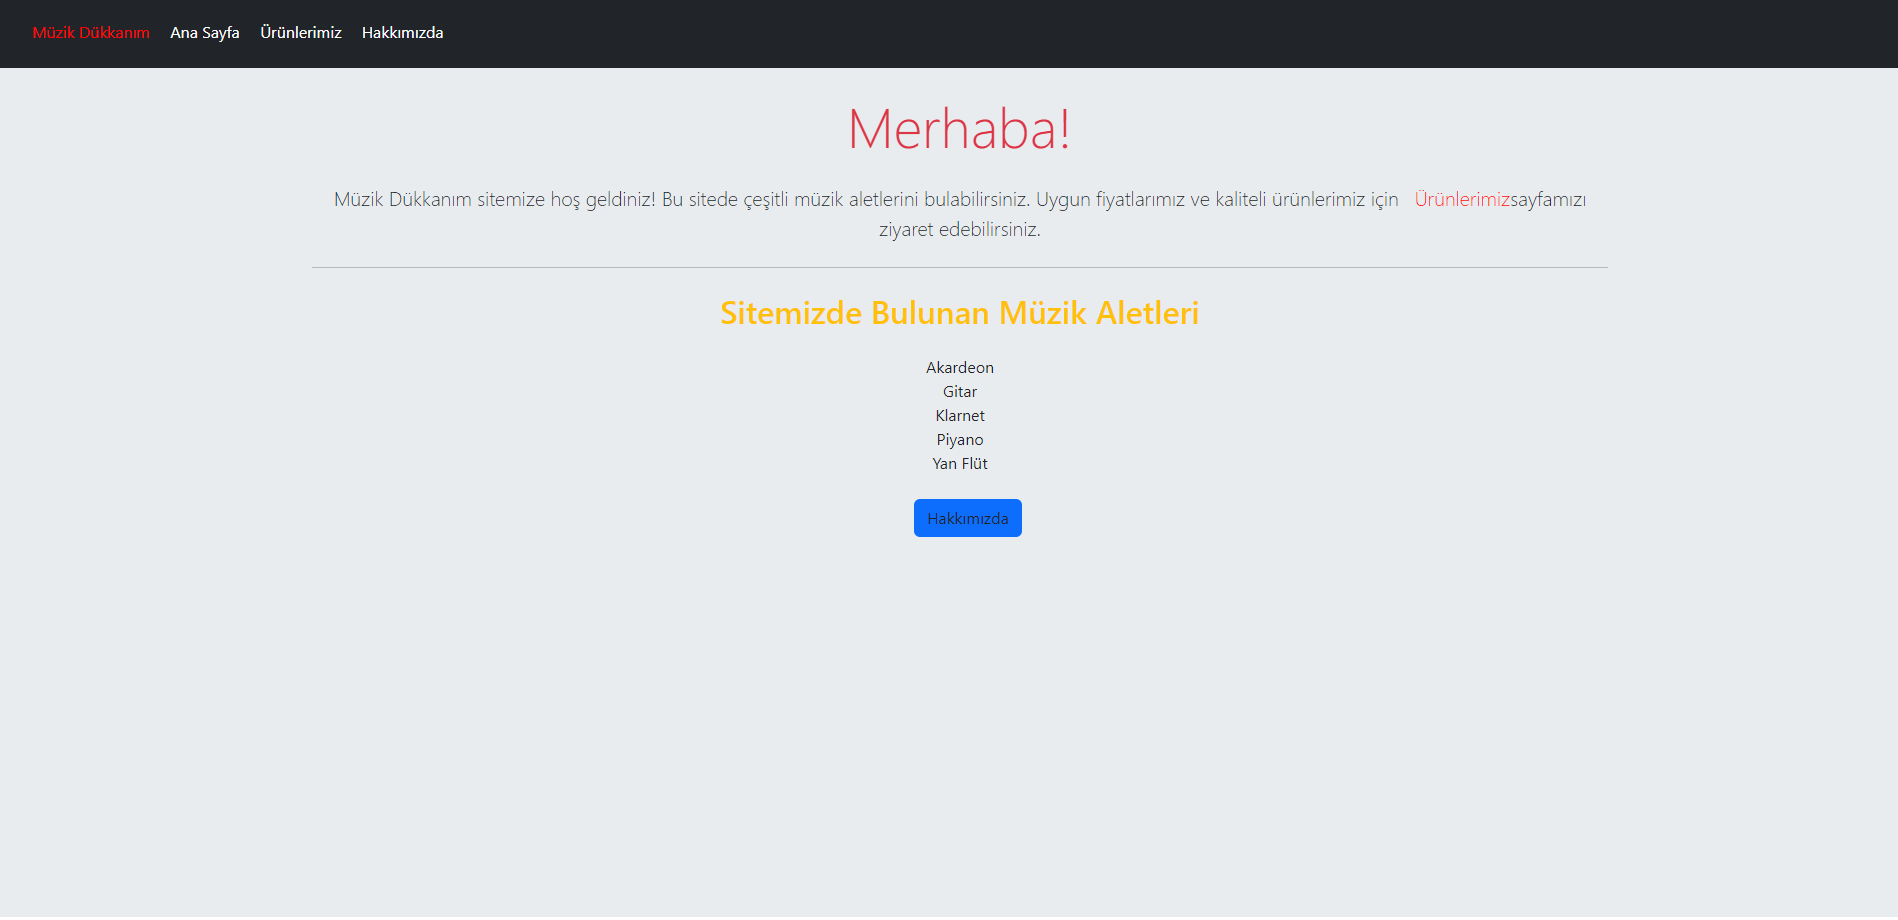 Müzik Dükkanım Ana Sayfa Ürünlerimiz Hakkımızda
Merhaba!
Müzik Dükkanım sitemize hoş geldiniz! Bu sitede çeşitli müzik aletlerini bulabilirsiniz. Uygun fiyatlarımız ve kaliteli ürünlerimiz için Ürünlerimizsayfamızı
ziyaret edebilirsiniz.
Sitemizde Bulunan Müzik Aletleri
Akardeon
Gitar
Klarnet
Piyano
Yan Flüt
Hakkımızda